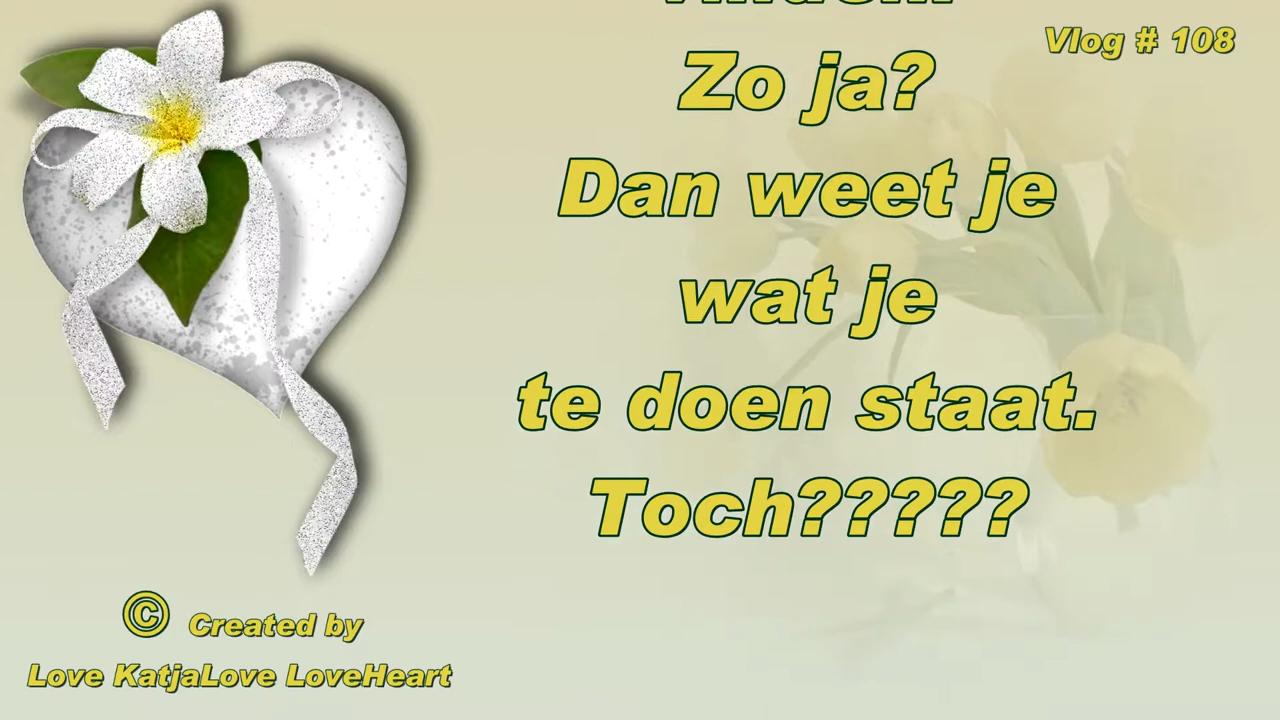 Zo ja?
Vlog # 108
Dan weet je
wat je
te doen staat.
Toch?????
© Created by
Love KatjaLove LoveHeart